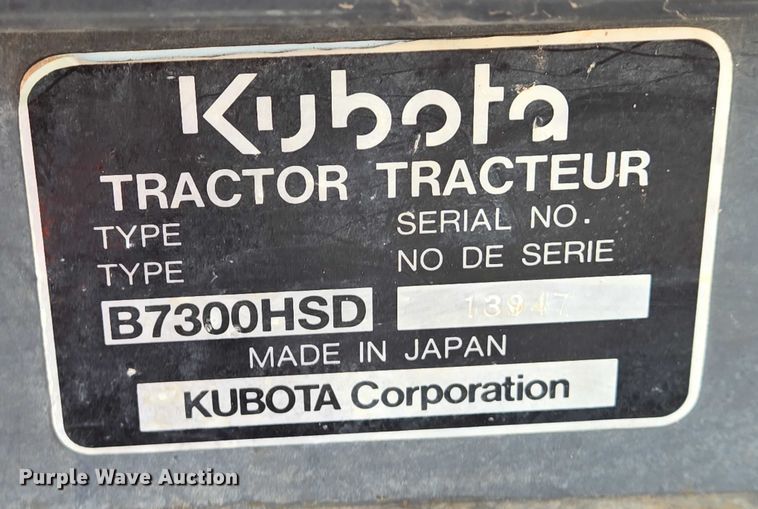 Kubota
TRACTOR TRACTEUR
TYPE SERIAL NO.
TYPE NO DE SERIE
B7300HSD 13947
MADE IN JAPAN
KUBOTA Corporation
Purple Wave Auction